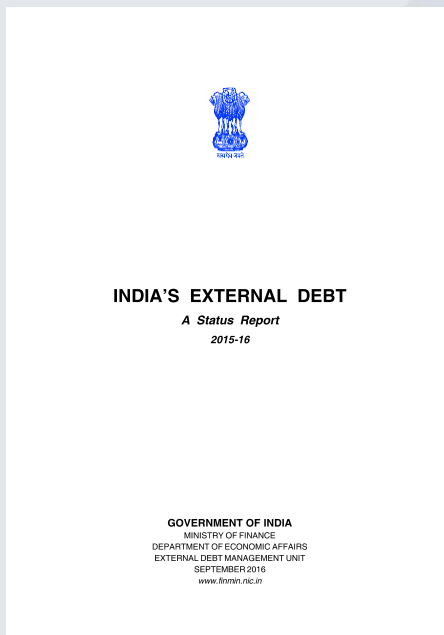 सत्यमेव जयते
INDIA'S EXTERNAL DEBT
A Status Report
2015-16
GOVERNMENT OF INDIA
MINISTRY OF FINANCE
DEPARTMENT OF ECONOMIC AFFAIRS
EXTERNAL DEBT MANAGEMENT UNIT
SEPTEMBER 2016
www.finmin.nic.in